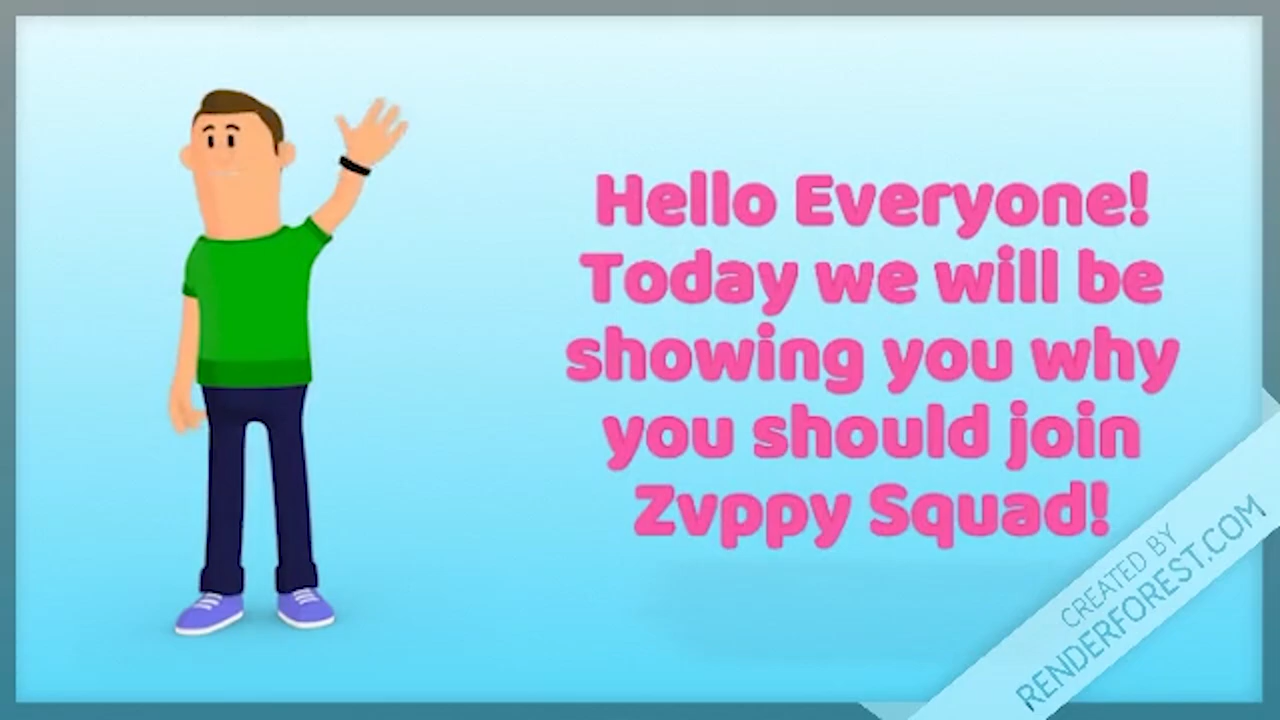 Hello Everyone!
Today we will be
showing you why
you should join
Zvppy Squad!
CREATED BY
RENDERFOREST.COM